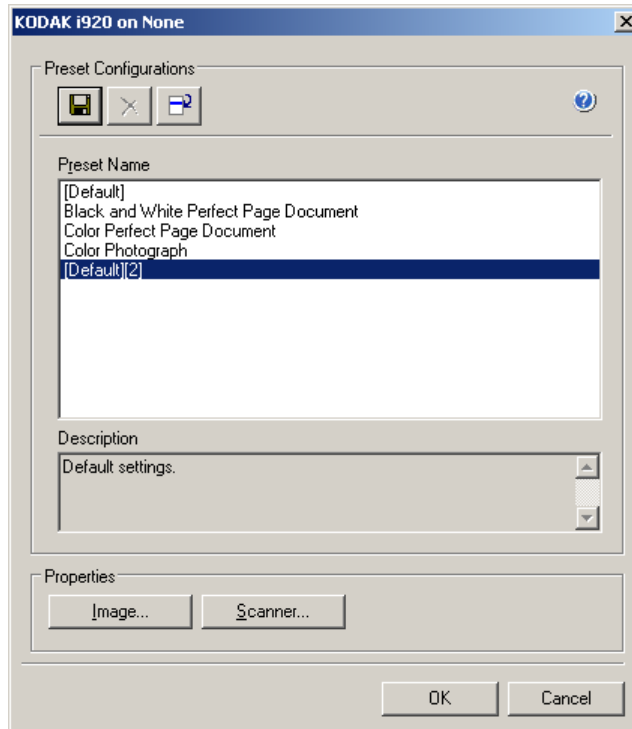 KODAK i920 on None
Preset Configurations
Preset Name
[Default]
Black and White Perfect Page Document
Color Perfect Page Document
Color Photograph
[Default][2]
Description
Default settings.
Properties
Image...
Scanner...
OK
Cancel